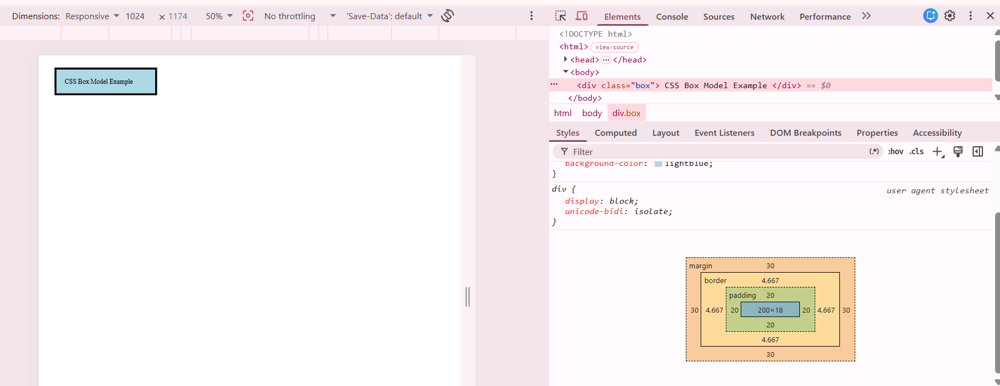 Dimensions: Responsive 1024 × 1174 50% No throttling 'Save-Data': default
Elements Console Sources Network Performance
CSS Box Model Example
<!DOCTYPE html>
<html> view-source
<head> ··· </head>
<body>
··· <div class="box"> CSS Box Model Example </div> == $0
</body>
html body div.box
Styles Computed Layout Event Listeners DOM Breakpoints Properties Accessibility
Filter (.*) :hov .cls
background-color: lightblue;
}
div { user agent stylesheet
display: block;
unicode-bidi: isolate;
}
margin 30
border 4.667
padding 20
30 4.667 20 200×18 20 4.667 30
20
4.667
30